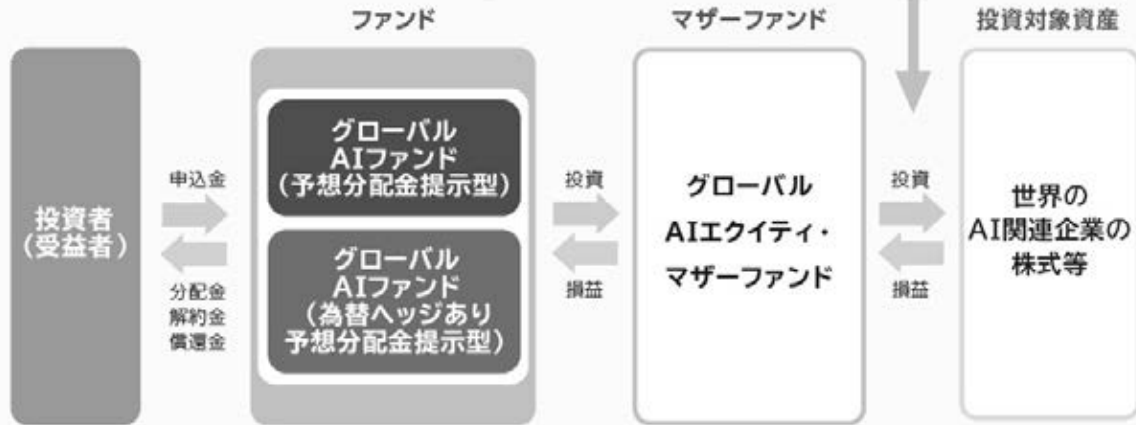 ファンド
マザーファンド
投資対象資産
投資者
(受益者)
申込金
分配金
解約金
償還金
グローバル
AIファンド
(予想分配金提示型)
グローバル
AIファンド
(為替ヘッジあり
予想分配金提示型)
投資
損益
グローバル
AIエクイティ・
マザーファンド
投資
損益
世界の
AI関連企業の
株式等